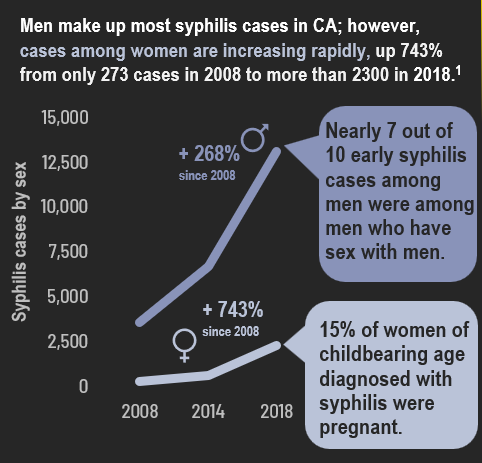 Men make up most syphilis cases in CA; however,
cases among women are increasing rapidly, up 743%
from only 273 cases in 2008 to more than 2300 in 2018.¹
Syphilis cases by sex
15,000
12,500
10,000
7,500
5,000
2,500
0
2008
2014
2018
+ 268%
since 2008
Nearly 7 out of
10 early syphilis
cases among
men were among
men who have
sex with men.
+ 743%
since 2008
15% of women of
childbearing age
diagnosed with
syphilis were
pregnant.